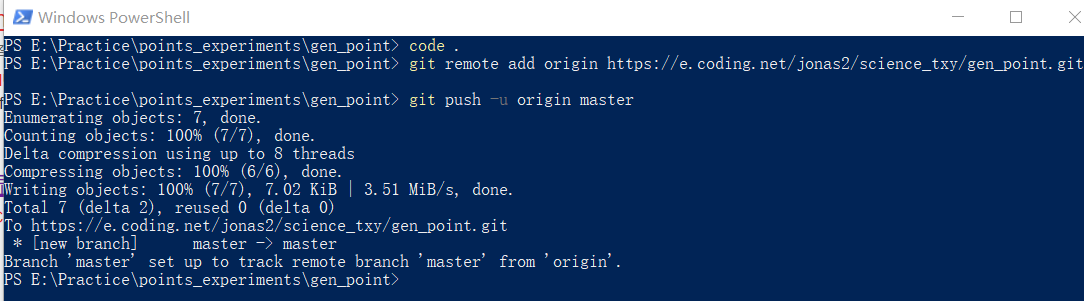 Windows PowerShell
PS E:\Practice\points_experiments\gen_point> code .
PS E:\Practice\points_experiments\gen_point> git remote add origin https://e.coding.net/jonas2/science_txy/gen_point.git
PS E:\Practice\points_experiments\gen_point> git push -u origin master
Enumerating objects: 7, done.
Counting objects: 100% (7/7), done.
Delta compression using up to 8 threads
Compressing objects: 100% (6/6), done.
Writing objects: 100% (7/7), 7.02 KiB | 3.51 MiB/s, done.
Total 7 (delta 2), reused 0 (delta 0)
To https://e.coding.net/jonas2/science_txy/gen_point.git
 * [new branch]      master -> master
Branch 'master' set up to track remote branch 'master' from 'origin'.
PS E:\Practice\points_experiments\gen_point>